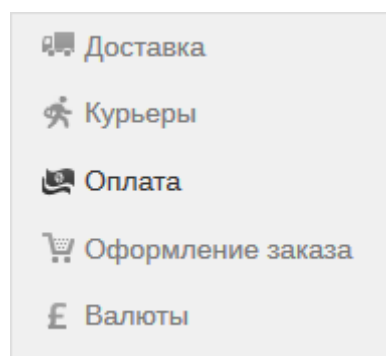 Доставка
Курьеры
Оплата
Оформление заказа
£ Валюты